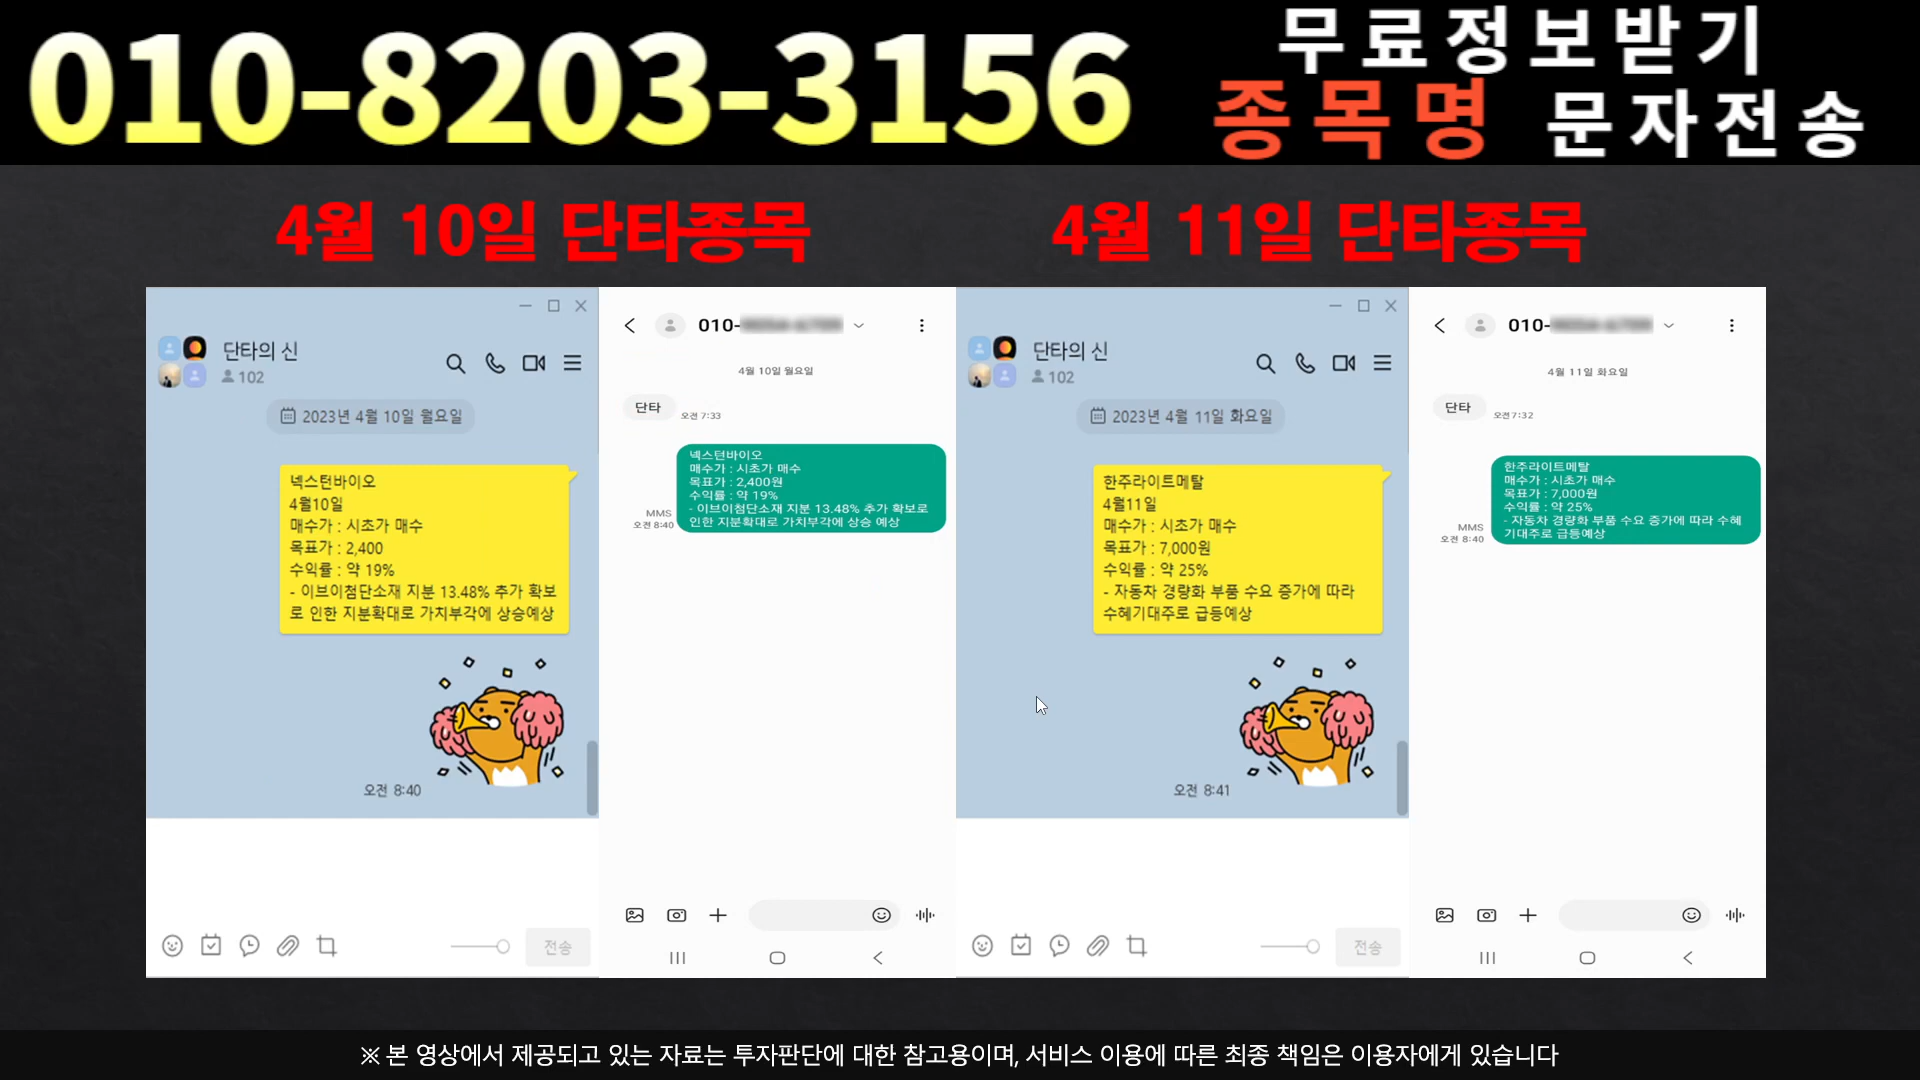 010-8203-3156
무료정보받기
종목명 문자전송
4월 10일 단타종목
4월 11일 단타종목
단타의 신
102
2023년 4월 10일 월요일
넥스턴바이오
4월10일
매수가 : 시초가 매수
목표가 : 2,400
수익률 : 약 19%
- 이브이첨단소재 지분 13.48% 추가 확보
로 인한 지분확대로 가치부각에 상승예상
오전 8:40
전송
010-
4월 10일 월요일
단타
오전 7:33
넥스턴바이오
매수가 : 시초가 매수
목표가 : 2,400원
수익률 : 약 19%
- 이브이첨단소재 지분 13.48% 추가 확보로
인한 지분확대로 가치부각에 상승 예상
MMS
오전 8:40
단타의 신
102
2023년 4월 11일 화요일
한주라이트메탈
4월11일
매수가 : 시초가 매수
목표가 : 7,000원
수익률 : 약 25%
- 자동차 경량화 부품 수요 증가에 따라
수혜기대주로 급등예상
오전 8:41
전송
010-
4월 11일 화요일
단타
오전 7:32
한주라이트메탈
매수가 : 시초가 매수
목표가 : 7,000원
수익률 : 약 25%
- 자동차 경량화 부품 수요 증가에 따라 수혜
기대주로 급등예상
MMS
오전 8:40
※ 본 영상에서 제공되고 있는 자료는 투자판단에 대한 참고용이며, 서비스 이용에 따른 최종 책임은 이용자에게 있습니다